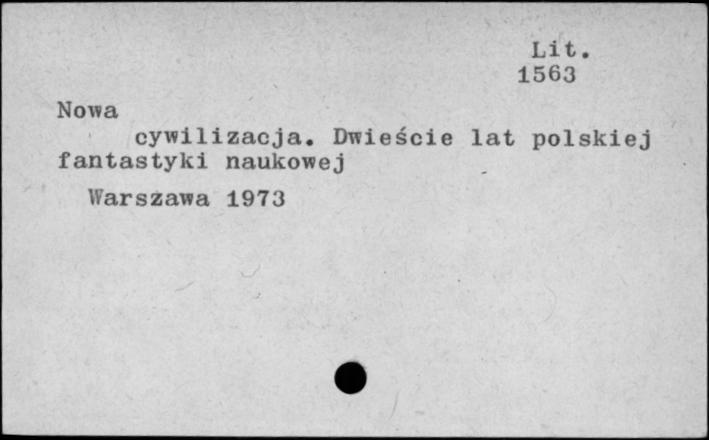 Lit.
1563
Nowa
cywilizacja. Dwieście lat polskiej
fantastyki naukowej
Warszawa 1973